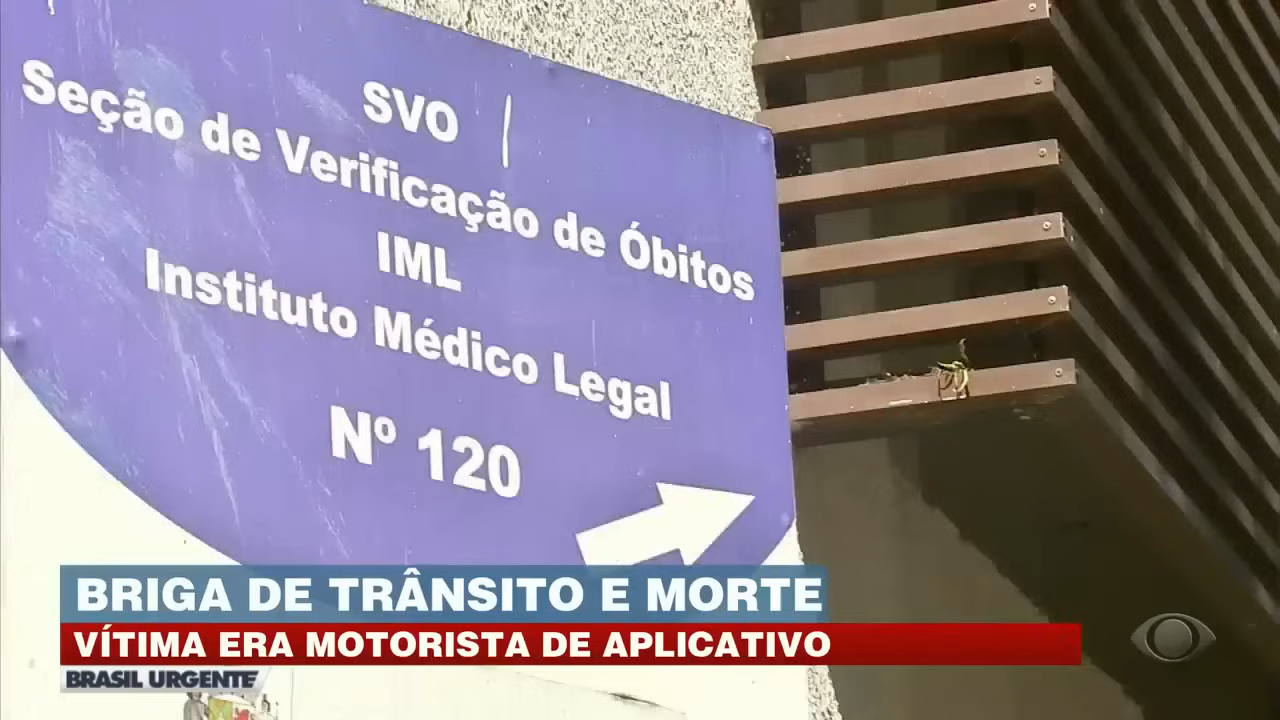 SVO
Seção de Verificação de Óbitos
IML
Instituto Médico Legal
Nº 120
BRIGA DE TRÂNSITO E MORTE
VÍTIMA ERA MOTORISTA DE APLICATIVO
BRASIL URGENTE